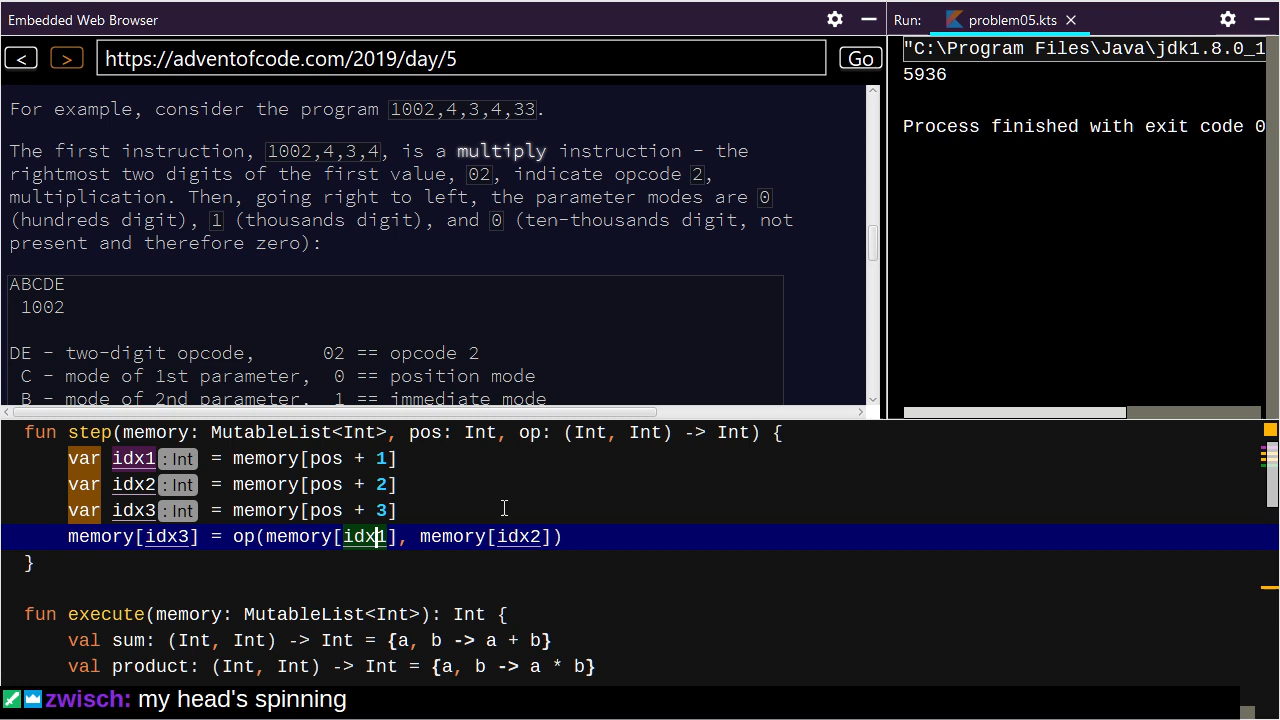 Embedded Web Browser
Run: problem05.kts
< > https://adventofcode.com/2019/day/5 Go
"C:\Program Files\Java\jdk1.8.0_1
5936
Process finished with exit code 0
For example, consider the program 1002,4,3,4,33.
The first instruction, 1002,4,3,4, is a multiply instruction - the
rightmost two digits of the first value, 02, indicate opcode 2,
multiplication. Then, going right to left, the parameter modes are 0
(hundreds digit), 1 (thousands digit), and 0 (ten-thousands digit, not
present and therefore zero):
ABCDE
 1002
DE - two-digit opcode,      02 == opcode 2
 C - mode of 1st parameter,  0 == position mode
 B - mode of 2nd parameter,  1 == immediate mode
fun step(memory: MutableList<Int>, pos: Int, op: (Int, Int) -> Int) {
    var idx1 : Int = memory[pos + 1]
    var idx2 : Int = memory[pos + 2]
    var idx3 : Int = memory[pos + 3]
    memory[idx3] = op(memory[idx1], memory[idx2])
}
fun execute(memory: MutableList<Int>): Int {
    val sum: (Int, Int) -> Int = {a, b -> a + b}
    val product: (Int, Int) -> Int = {a, b -> a * b}
zwisch: my head's spinning